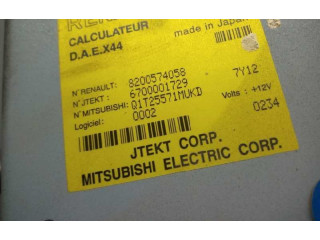 CALCULATEUR made in Japan
D.A.E.X44
N°RENAULT: 8200574058 7Y12
N°JTEKT: 6700001729
N°MITSUBISHI: Q1T25571MUKD Volts: +12V
Logiciel: 0002 0234
JTEKT CORP.
MITSUBISHI ELECTRIC CORP.